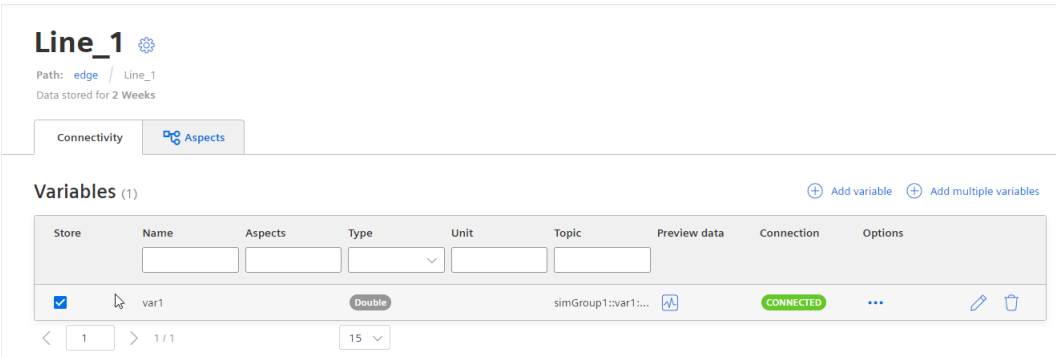 Line_1
Path: edge / Line_1
Data stored for 2 Weeks
Connectivity Aspects
Variables (1) Add variable Add multiple variables
Store Name Aspects Type Unit Topic Preview data Connection Options
var1 Double simGroup1::var1:... CONNECTED
1 1 / 1 15